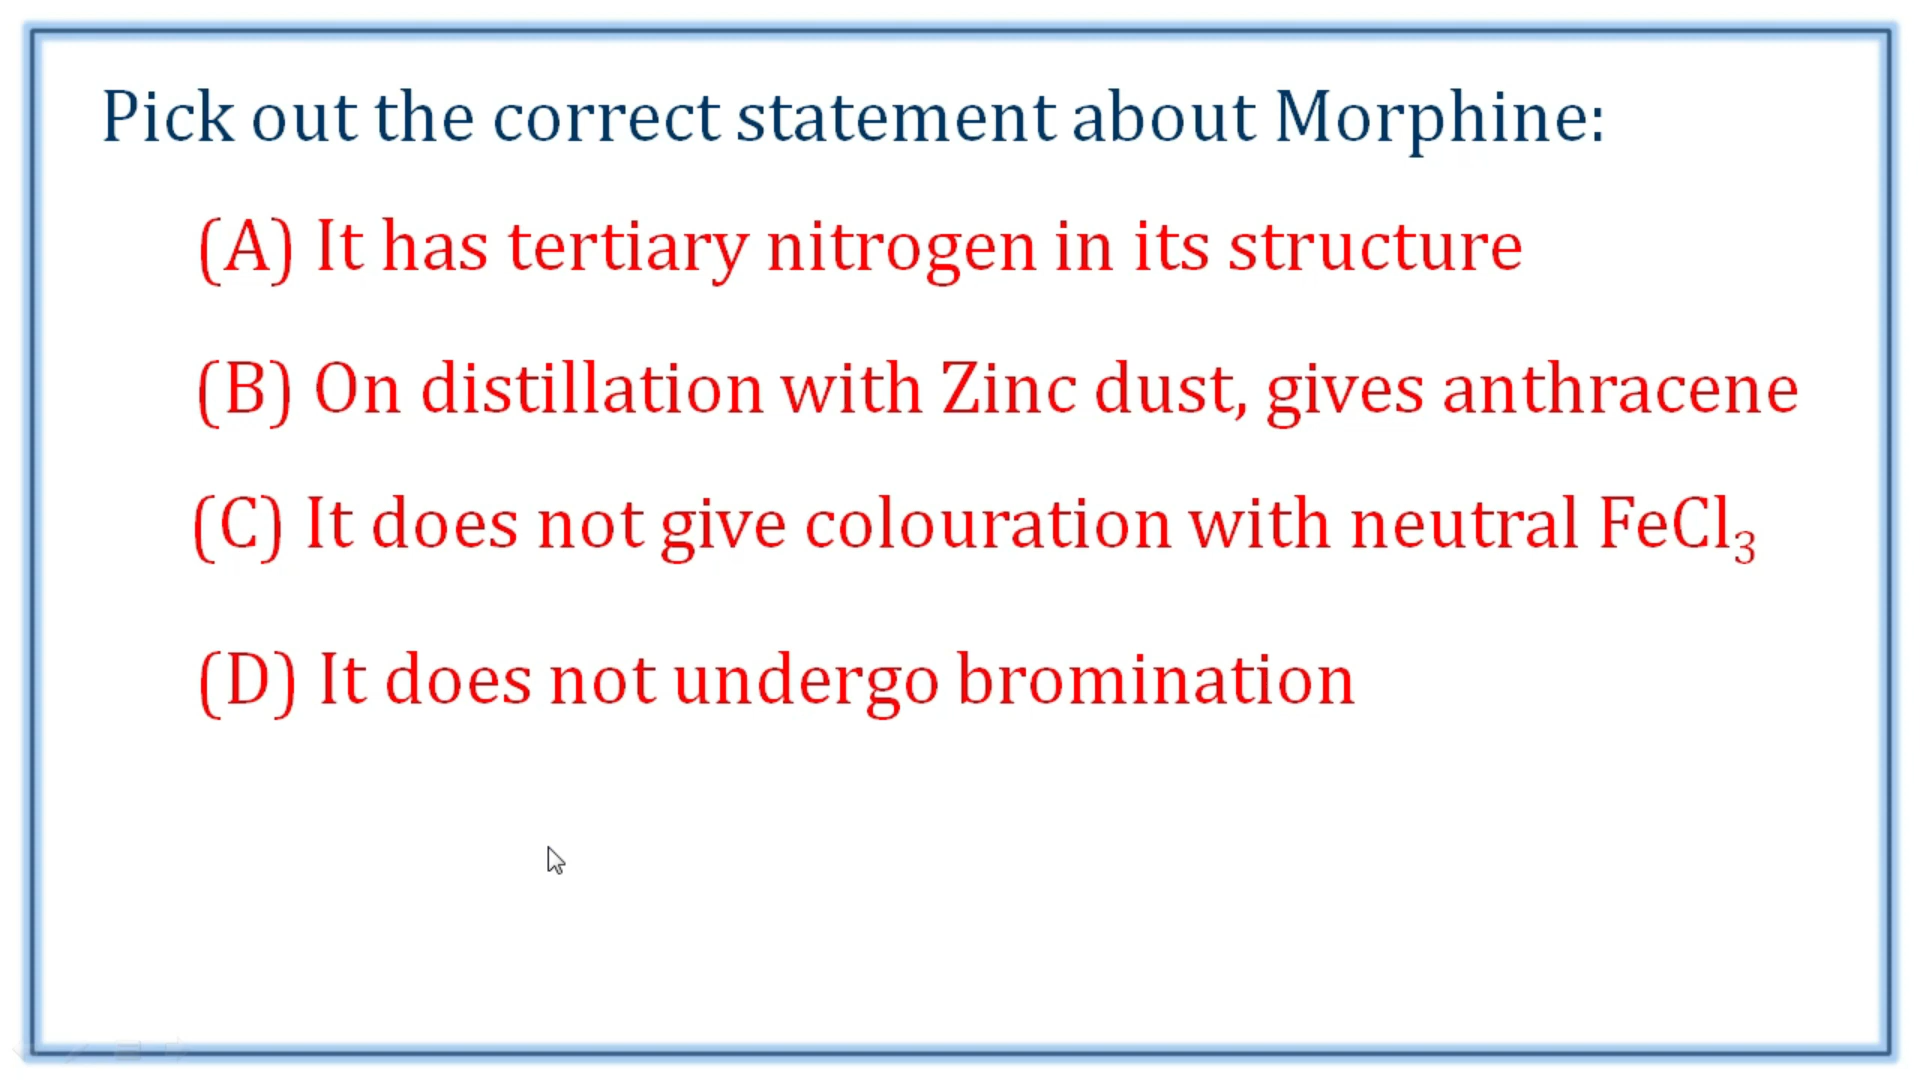 Pick out the correct statement about Morphine:
(A) It has tertiary nitrogen in its structure
(B) On distillation with Zinc dust, gives anthracene
(C) It does not give colouration with neutral FeCl₃
(D) It does not undergo bromination